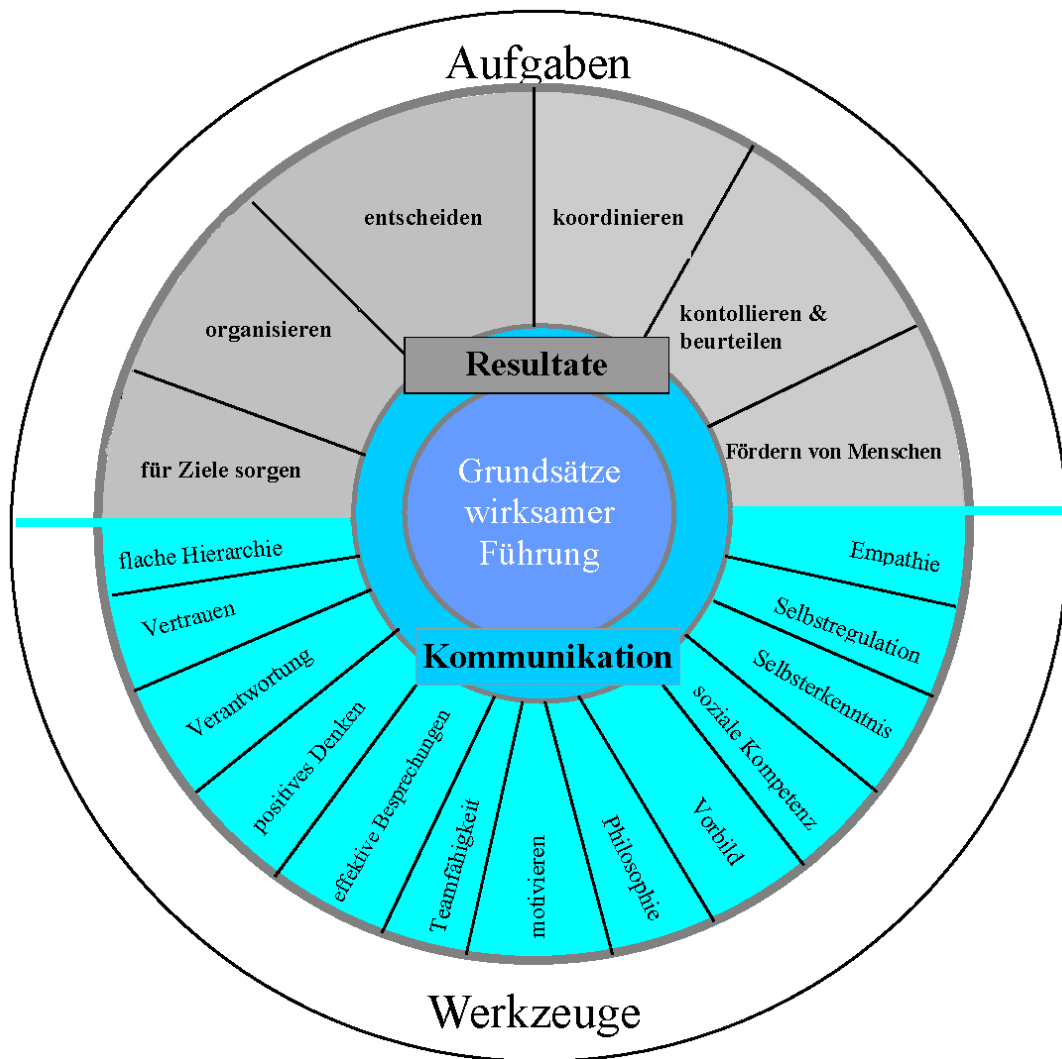 Aufgaben
entscheiden
koordinieren
organisieren
kontollieren &
beurteilen
Resultate
für Ziele sorgen
Fördern von Menschen
Grundsätze
wirksamer
Führung
flache Hierarchie
Vertrauen
Verantwortung
positives Denken
effektive Besprechungen
Teamfähigkeit
motivieren
Philosophie
Vorbild
soziale Kompetenz
Selbsterkenntnis
Selbstregulation
Empathie
Kommunikation
Werkzeuge